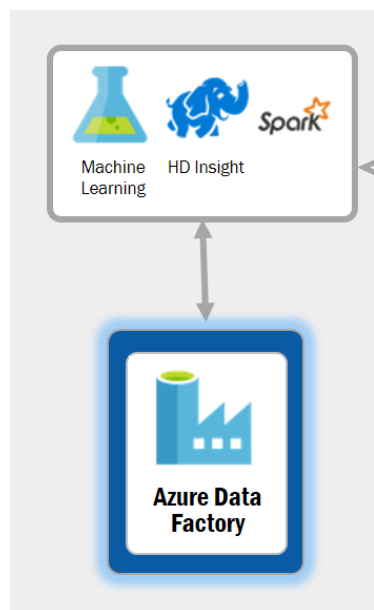 Spark
Machine
Learning
HD Insight
Azure Data
Factory